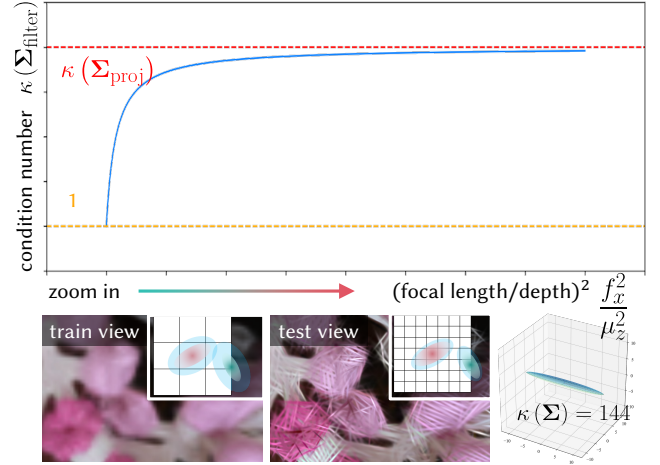 condition number κ (Σ_filter)
κ (Σ_proj)
1
zoom in
(focal length/depth)² f_x²/μ_z²
train view
test view
κ (Σ) = 144